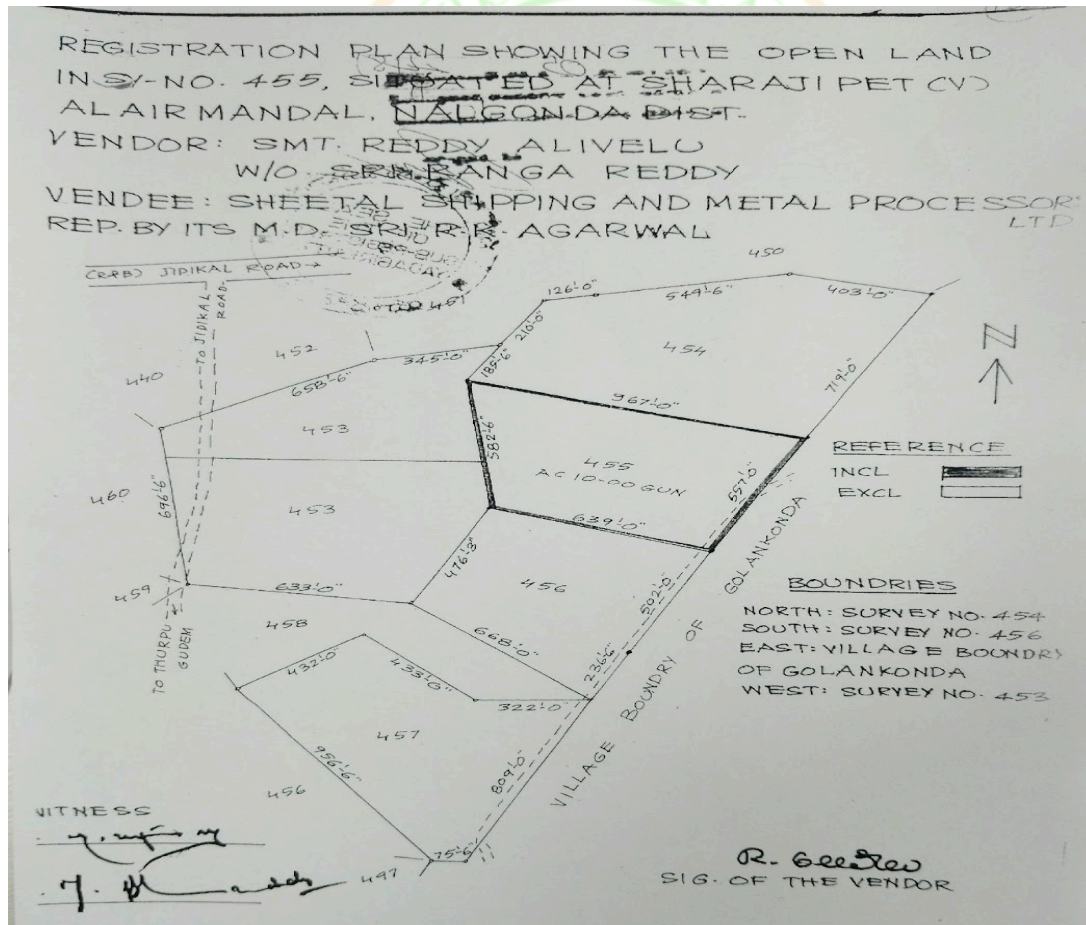 REGISTRATION PLAN SHOWING THE OPEN LAND
IN SY-NO. 455, SITUATED AT SHARAJIPET (V)
ALAIR MANDAL, NALGONDA DIST.
VENDOR: SMT. REDDY ALIVELU
W/O SRI. RANGA REDDY
VENDEE: SHEETAL SHIPPING AND METAL PROCESSOR
LTD
REP. BY ITS M.D. SRI P.R. AGARWAL
(R&B) JIDIKAL ROAD →
TO JIDIKAL ROAD
450
451
126'-0"
549'-6"
403'-0"
210'-0"
452
345'-0"
185'-6"
454
719'-0"
N
440
658'-6"
967'-0"
453
582'-6"
455
AC 10-00 GUN
557'-0"
REFERENCE
INCL
EXCL
460
696'-6"
453
639'-0"
476'-3"
456
502'-0"
459
633'-0"
458
668'-0"
236'-6"
TO THURPU GUDEM
432'-0"
433'-0"
322'-0"
VILLAGE BOUNDRY OF GOLANKONDA
BOUNDRIES
NORTH: SURVEY NO. 454
SOUTH: SURVEY NO. 456
EAST: VILLAGE BOUNDRY
OF GOLANKONDA
WEST: SURVEY NO. 453
457
956'-6"
809'-0"
456
75'-6"
497
WITNESS
SIG. OF THE VENDOR